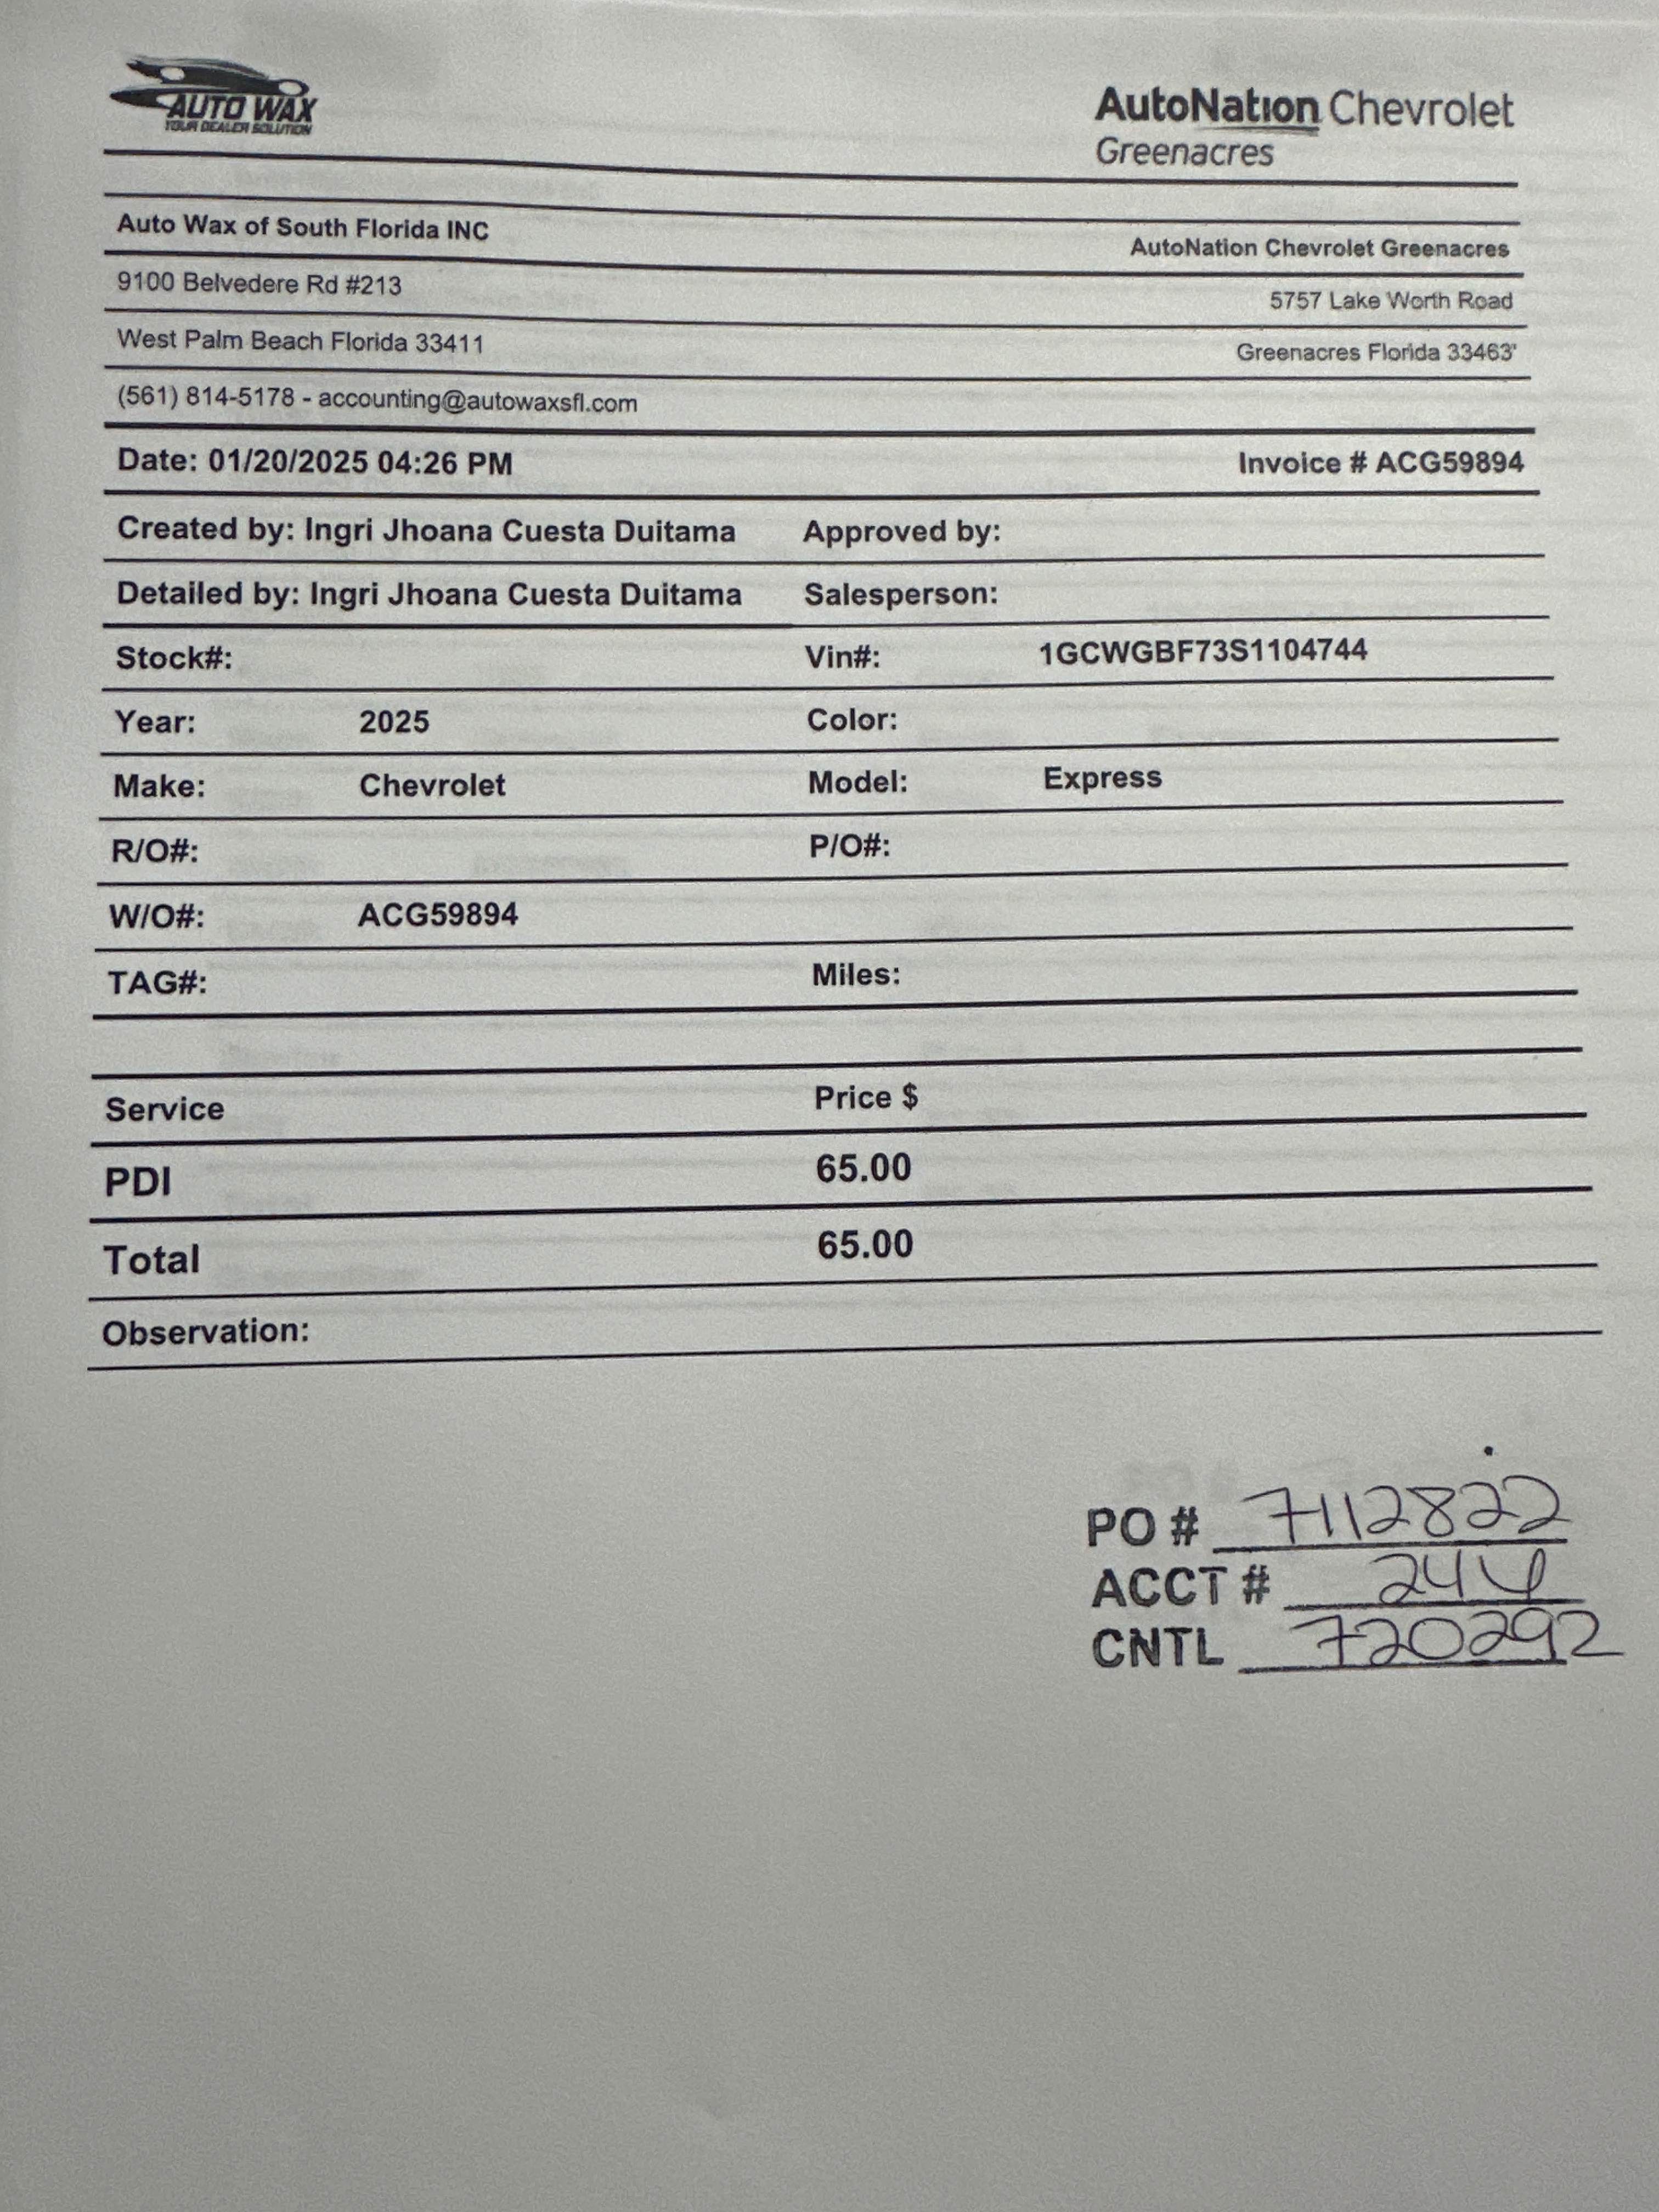 AUTO WAX
YOUR DEALER SOLUTION
AutoNation Chevrolet
Greenacres
Auto Wax of South Florida INC
AutoNation Chevrolet Greenacres
9100 Belvedere Rd #213
5757 Lake Worth Road
West Palm Beach Florida 33411
Greenacres Florida 33463'
(561) 814-5178 - accounting@autowaxsfl.com
Date: 01/20/2025 04:26 PM Invoice # ACG59894
Created by: Ingri Jhoana Cuesta Duitama Approved by:
Detailed by: Ingri Jhoana Cuesta Duitama Salesperson:
Stock#: Vin#: 1GCWGBF73S1104744
Year: 2025 Color:
Make: Chevrolet Model: Express
R/O#: P/O#:
W/O#: ACG59894
TAG#: Miles:
Service Price $
PDI 65.00
Total 65.00
Observation:
PO # 7112822
ACCT # 244
CNTL 720292